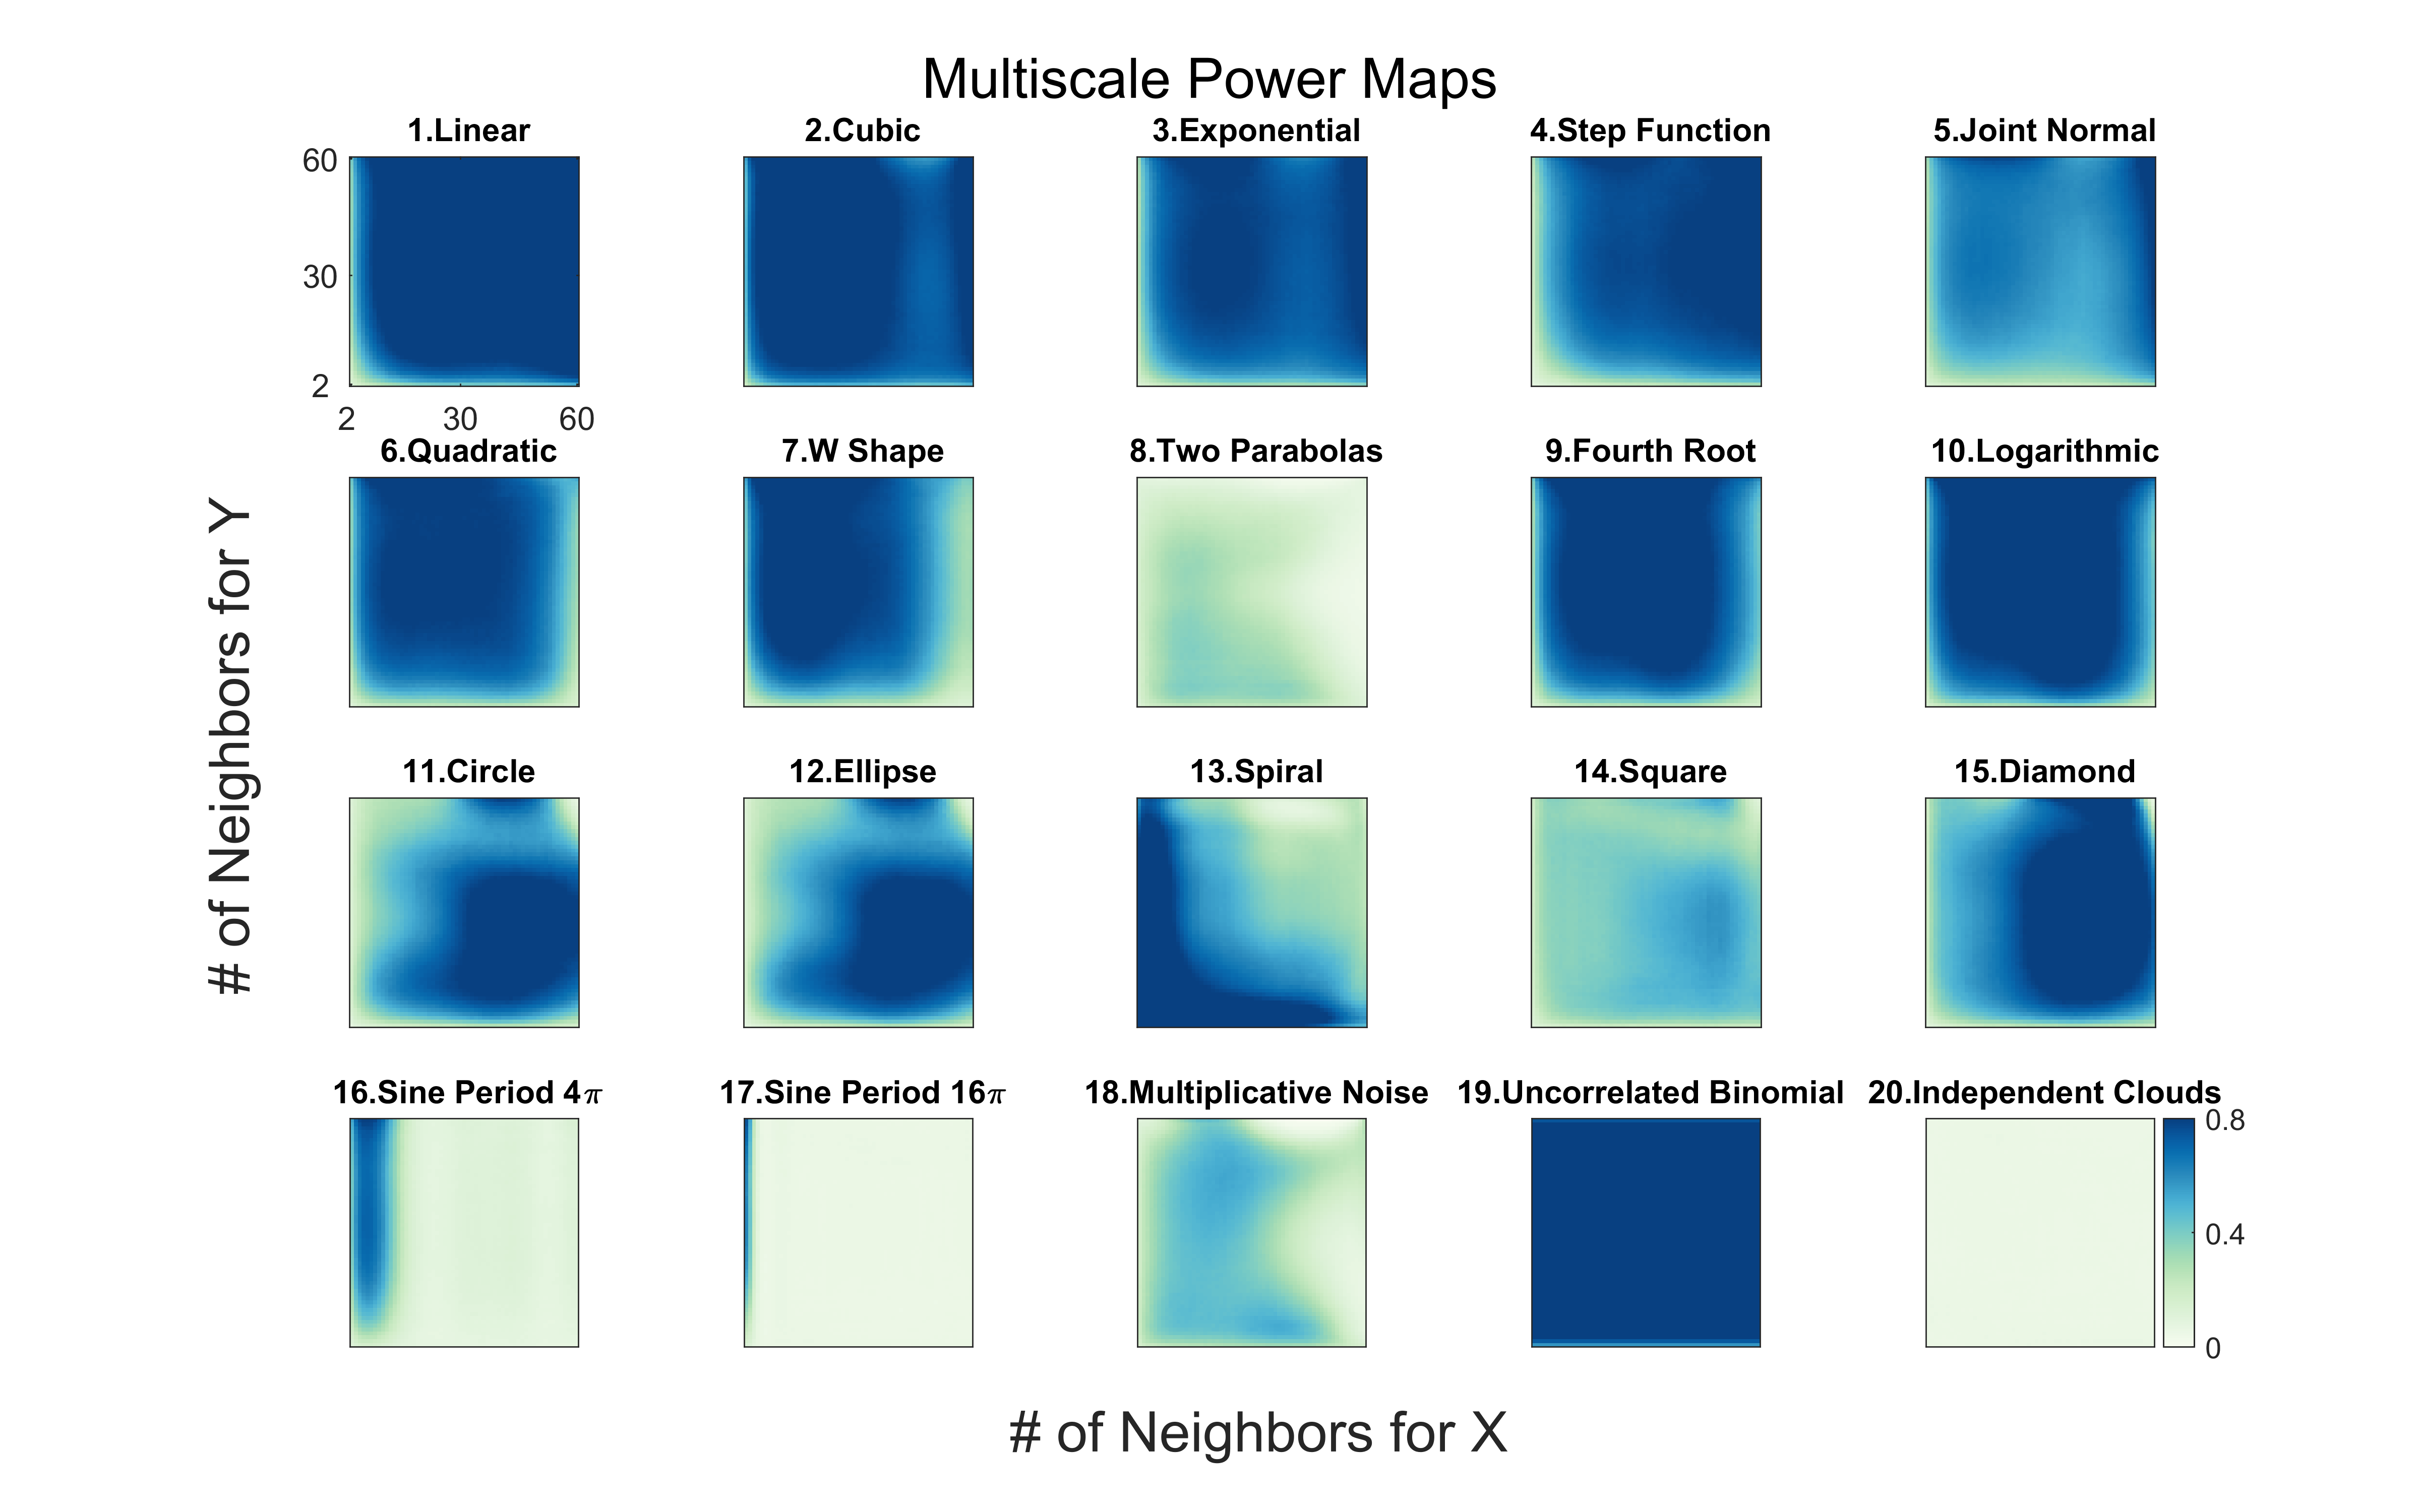 Multiscale Power Maps
1.Linear
2.Cubic
3.Exponential
4.Step Function
5.Joint Normal
60
30
2
2 30 60
6.Quadratic
7.W Shape
8.Two Parabolas
9.Fourth Root
10.Logarithmic
# of Neighbors for Y
11.Circle
12.Ellipse
13.Spiral
14.Square
15.Diamond
16.Sine Period 4π
17.Sine Period 16π
18.Multiplicative Noise
19.Uncorrelated Binomial
20.Independent Clouds
0.8
0.4
0
# of Neighbors for X